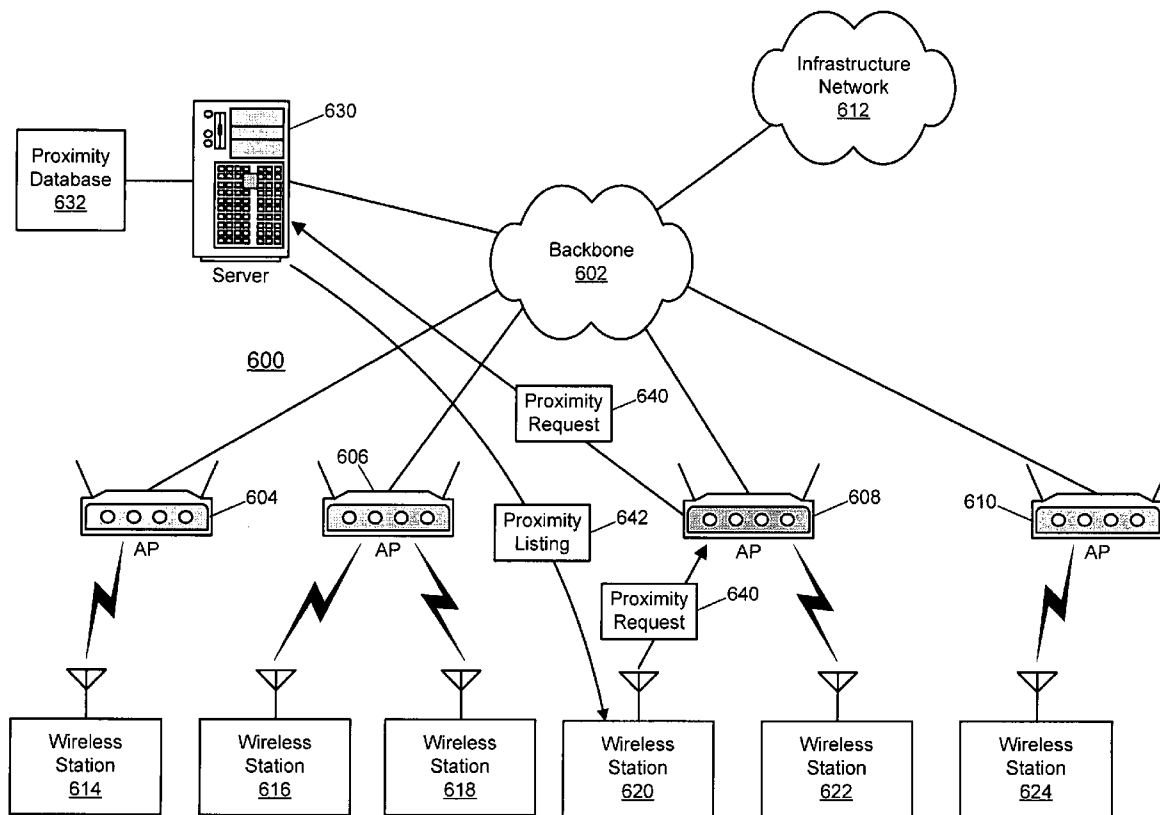 Infrastructure
Network
612
630
Proximity
Database
632
Server
Backbone
602
600
Proximity
Request
640
604
AP
606
AP
Proximity
Listing
642
608
AP
610
AP
Proximity
Request
640
Wireless
Station
614
Wireless
Station
616
Wireless
Station
618
Wireless
Station
620
Wireless
Station
622
Wireless
Station
624